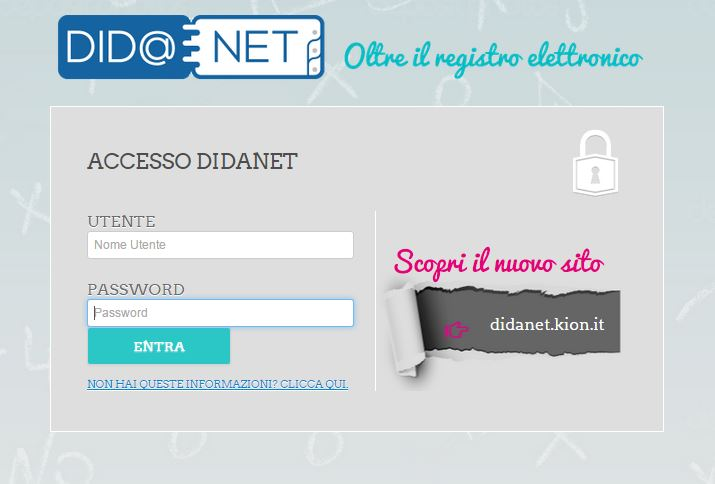 DID@NET
Oltre il registro elettronico
ACCESSO DIDANET
UTENTE
Nome Utente
PASSWORD
Password
ENTRA
NON HAI QUESTE INFORMAZIONI? CLICCA QUI.
Scopri il nuovo sito
didanet.kion.it